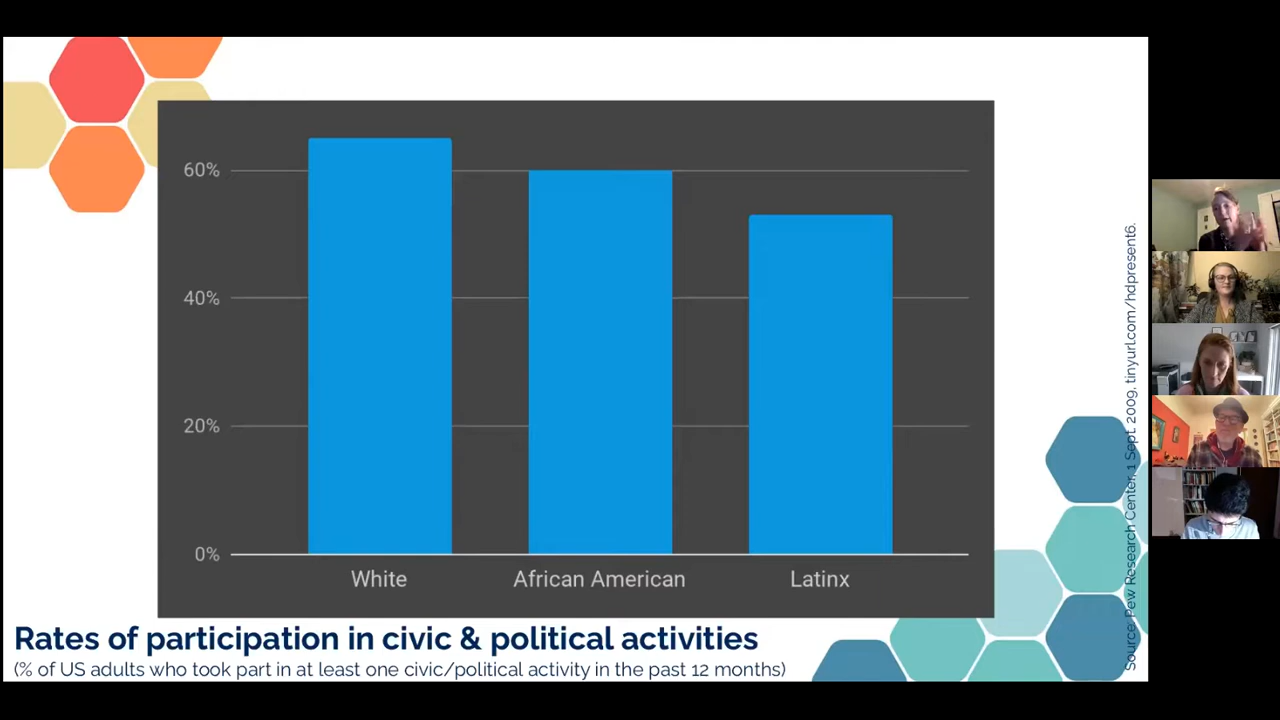 60%
40%
20%
0%
White
African American
Latinx
Rates of participation in civic & political activities
(% of US adults who took part in at least one civic/political activity in the past 12 months)
Source: Pew Research Center, 1 Sept. 2009, tinyurl.com/hdpresent6.